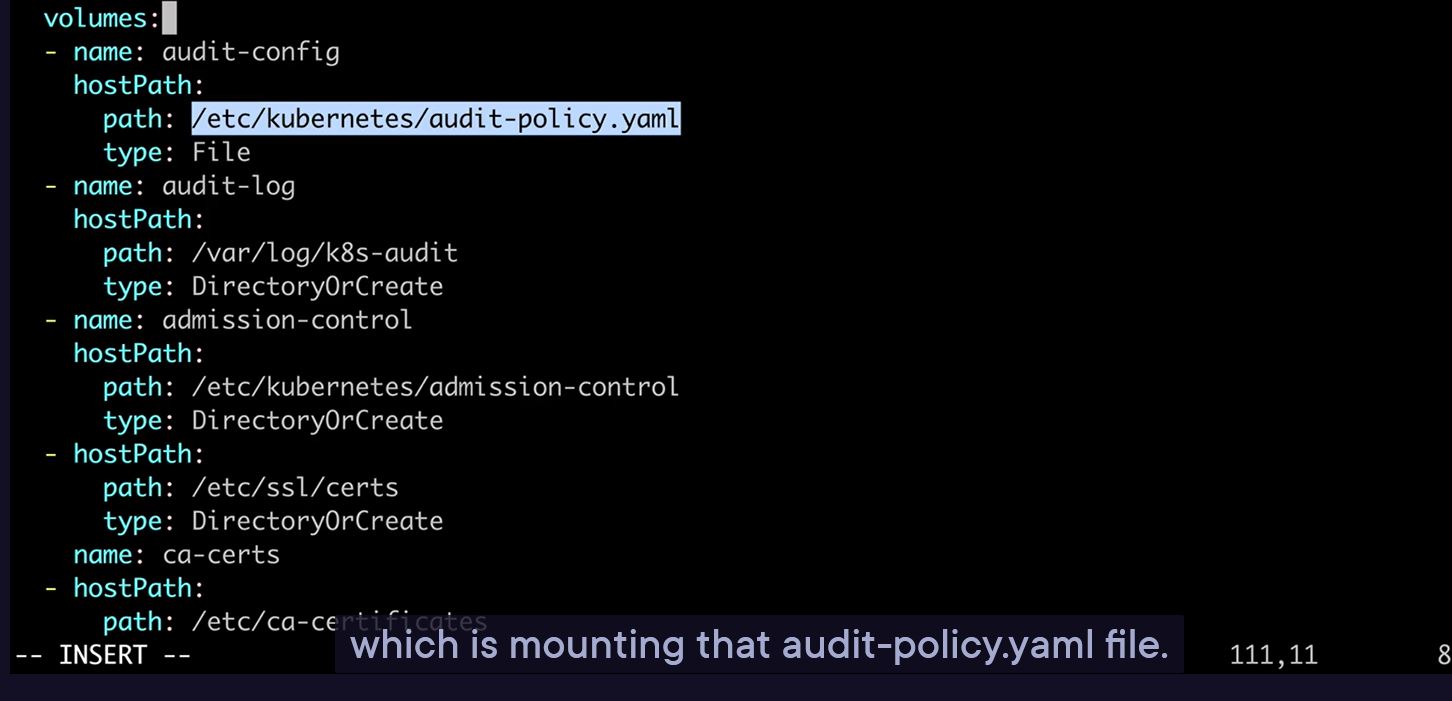 volumes:
- name: audit-config
hostPath:
path: /etc/kubernetes/audit-policy.yaml
type: File
- name: audit-log
hostPath:
path: /var/log/k8s-audit
type: DirectoryOrCreate
- name: admission-control
hostPath:
path: /etc/kubernetes/admission-control
type: DirectoryOrCreate
- hostPath:
path: /etc/ssl/certs
type: DirectoryOrCreate
name: ca-certs
- hostPath:
path: /etc/ca-certificates
which is mounting that audit-policy.yaml file.
-- INSERT -- 111,11 8